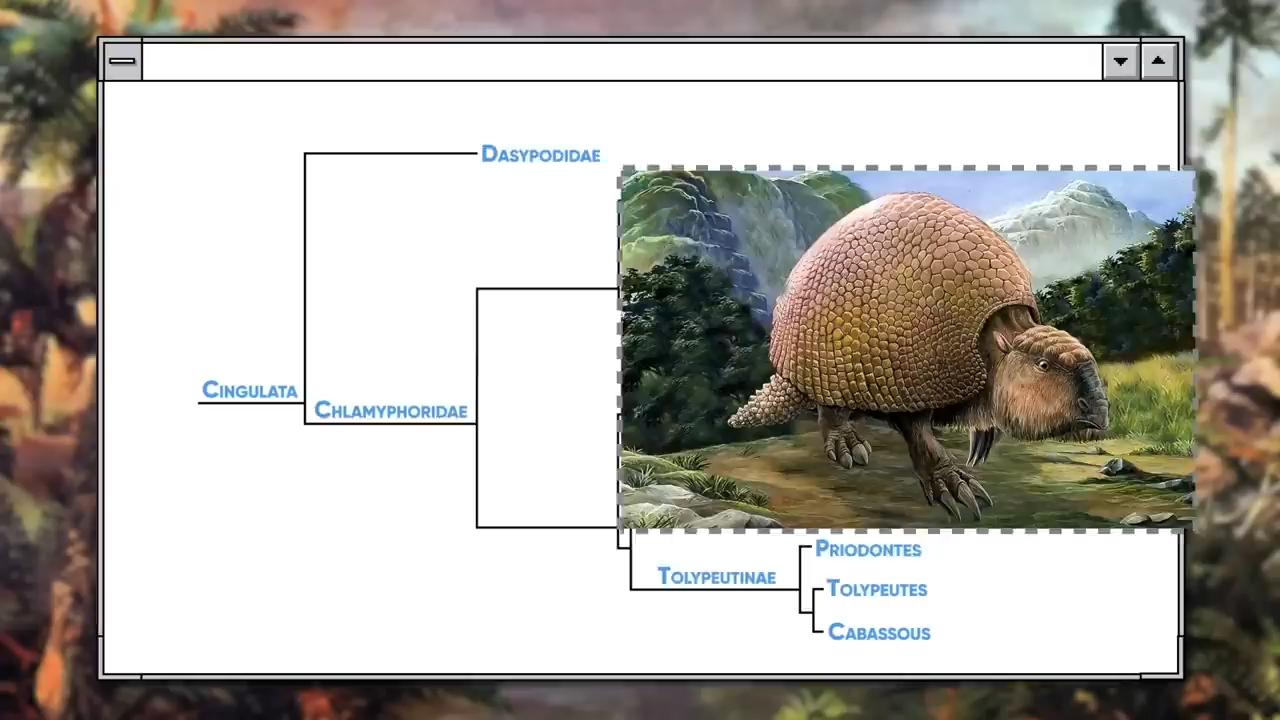 Dasypodidae
Cingulata
Chlamyphoridae
Priodontes
Tolypeutinae
Tolypeutes
Cabassous